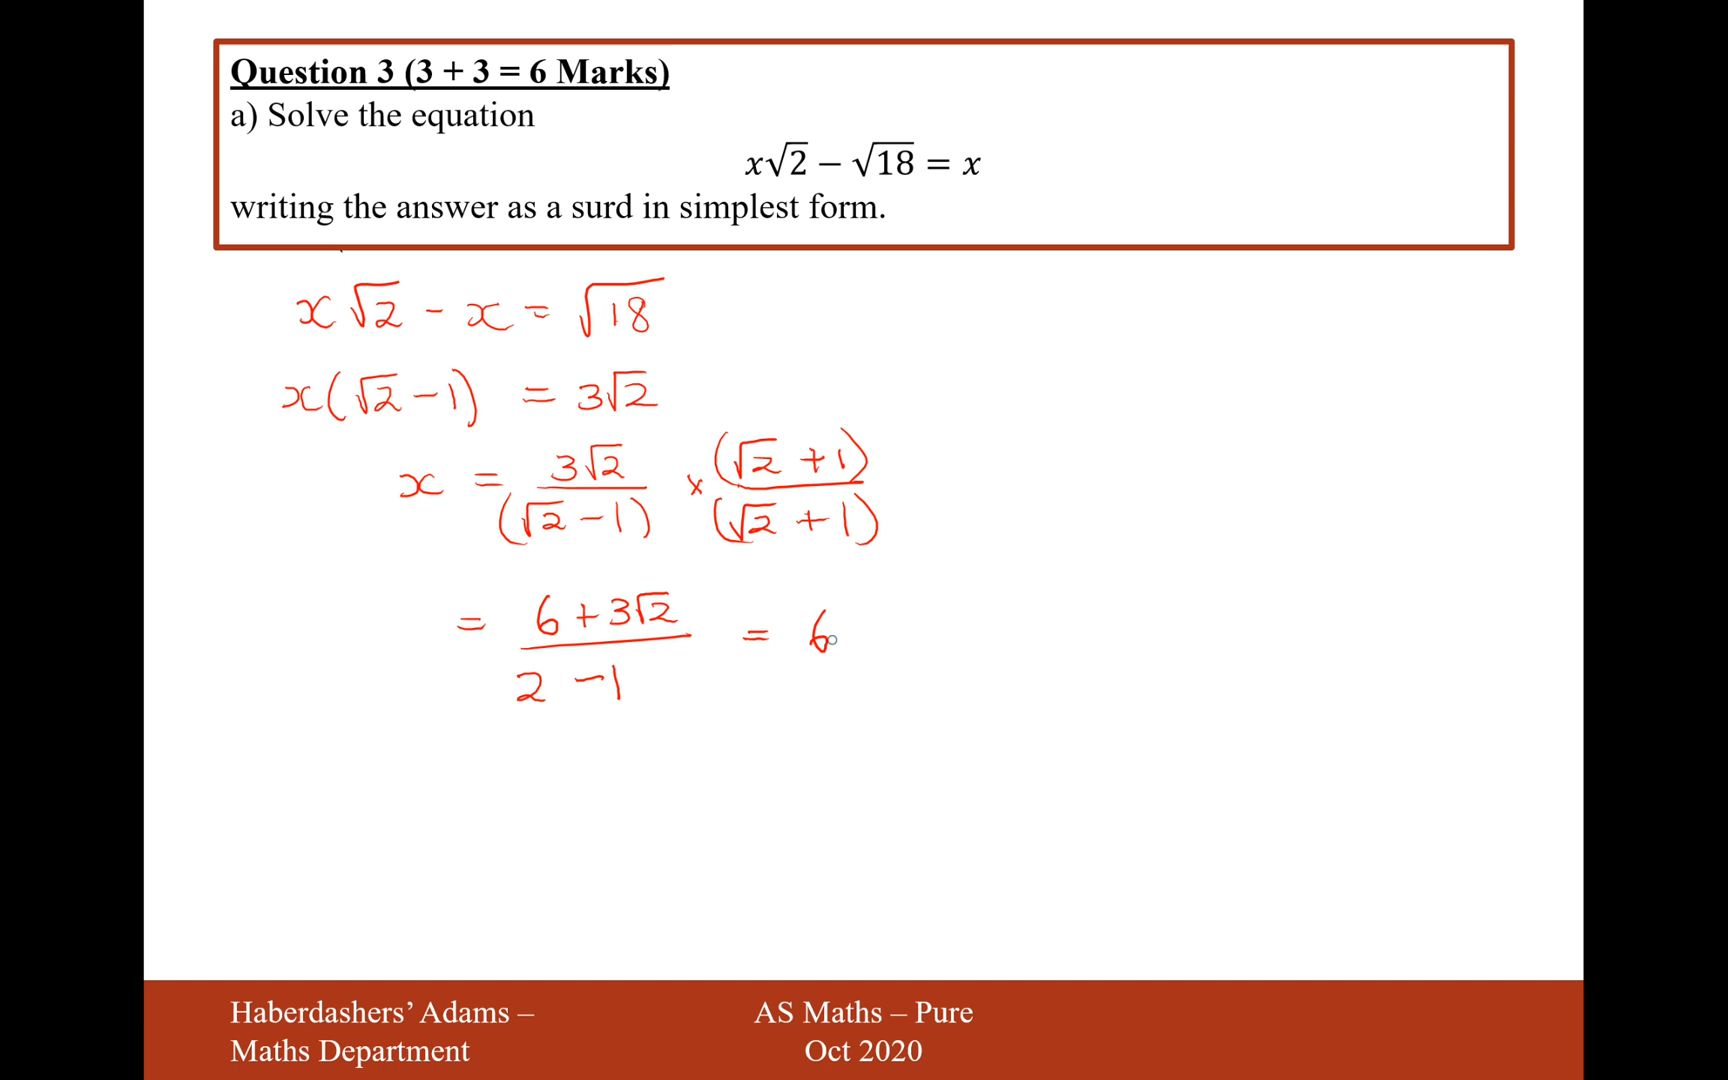 Question 3 (3 + 3 = 6 Marks)
a) Solve the equation
x√2 − √18 = x
writing the answer as a surd in simplest form.
x√2 - x = √18
x(√2 - 1) = 3√2
x = 3√2/(√2 - 1) × (√2 + 1)/(√2 + 1)
= (6 + 3√2)/(2 - 1) = 6
Haberdashers’ Adams –
Maths Department
AS Maths – Pure
Oct 2020